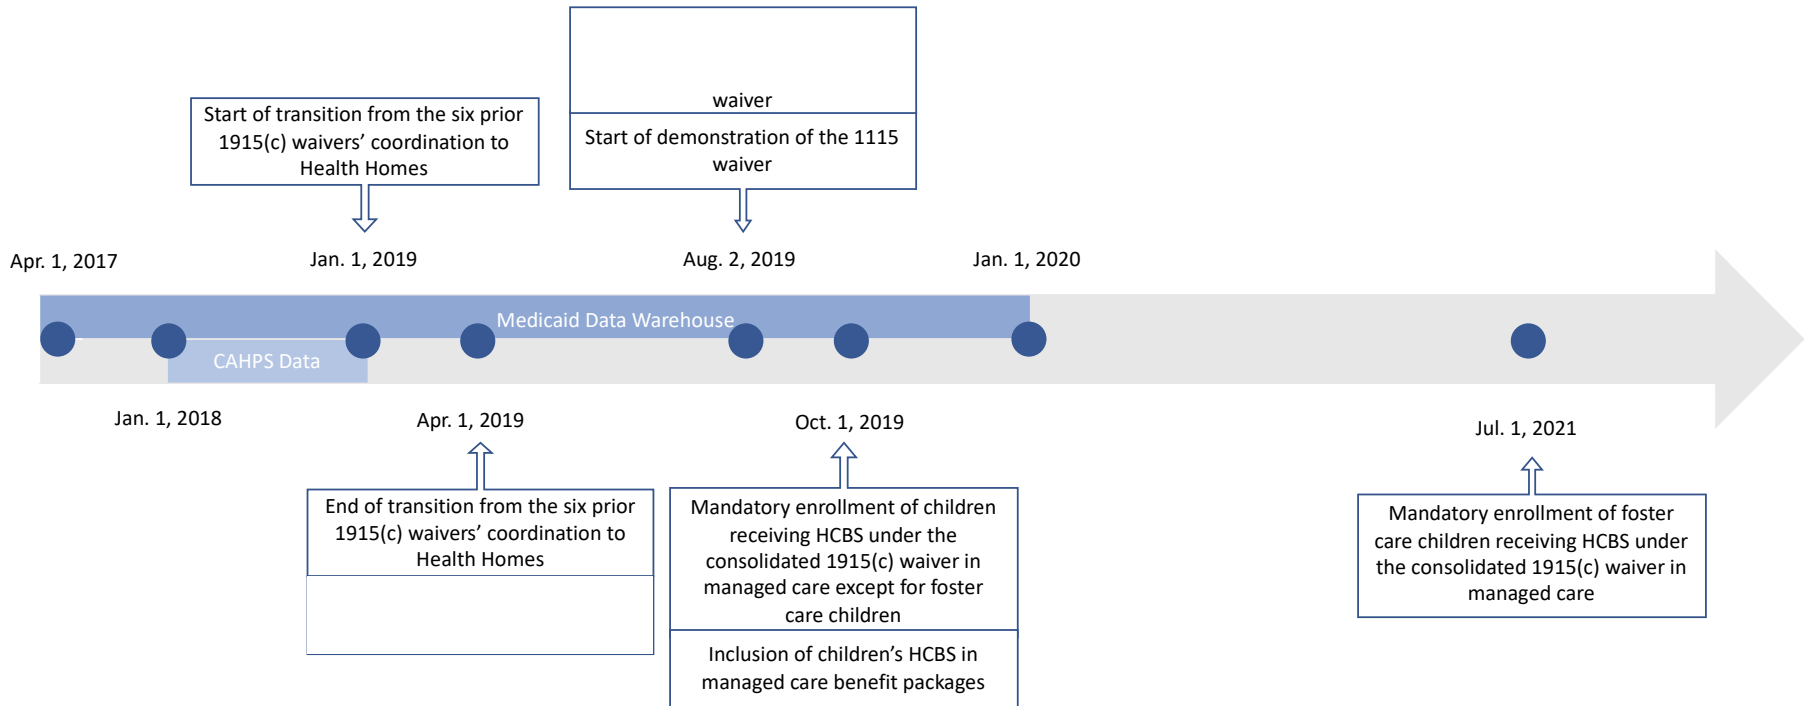 waiver
Start of transition from the six prior
1915(c) waivers’ coordination to
Health Homes
Start of demonstration of the 1115
waiver
Apr. 1, 2017
Jan. 1, 2019
Aug. 2, 2019
Jan. 1, 2020
Medicaid Data Warehouse
CAHPS Data
Jan. 1, 2018
Apr. 1, 2019
Oct. 1, 2019
Jul. 1, 2021
End of transition from the six prior
1915(c) waivers’ coordination to
Health Homes
Mandatory enrollment of children
receiving HCBS under the
consolidated 1915(c) waiver in
managed care except for foster
care children
Inclusion of children’s HCBS in
managed care benefit packages
Mandatory enrollment of foster
care children receiving HCBS under
the consolidated 1915(c) waiver in
managed care